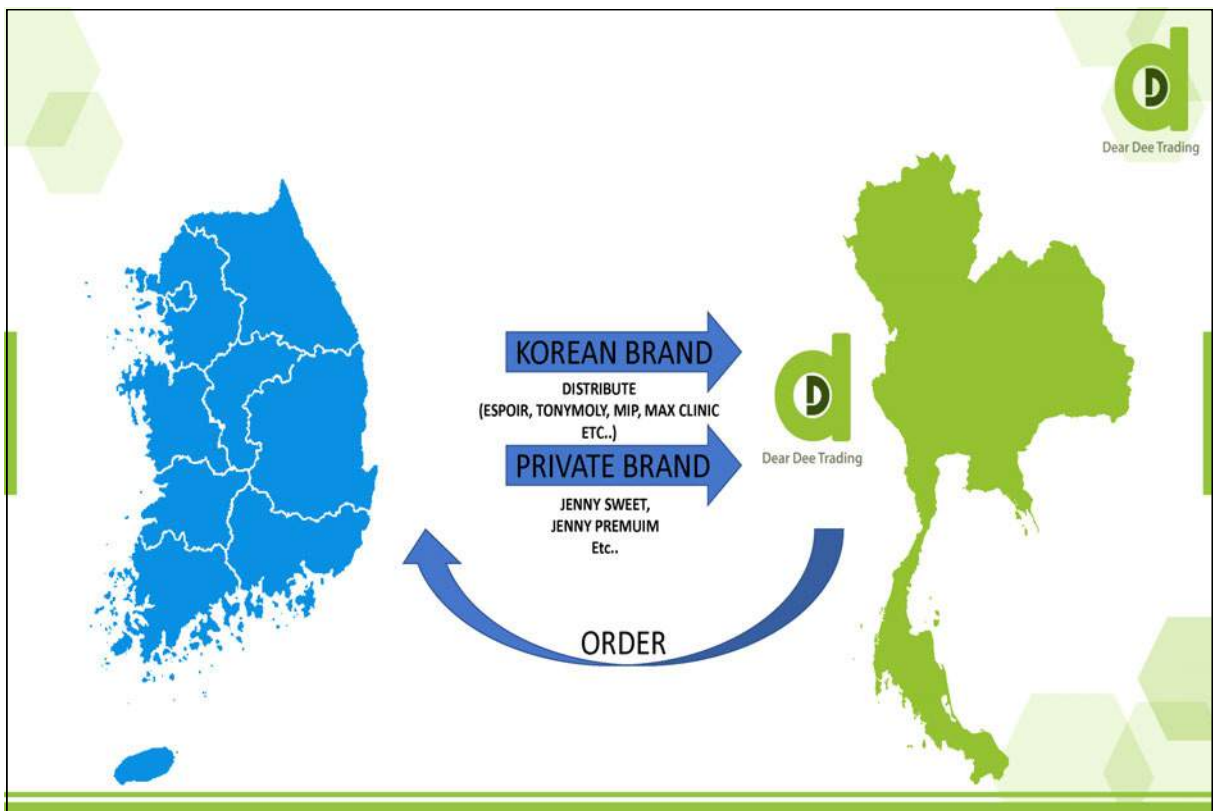 Dear Dee Trading
KOREAN BRAND
DISTRIBUTE
(ESPOIR, TONYMOLY, MIP, MAX CLINIC
ETC..)
Dear Dee Trading
PRIVATE BRAND
JENNY SWEET,
JENNY PREMUIM
Etc..
ORDER